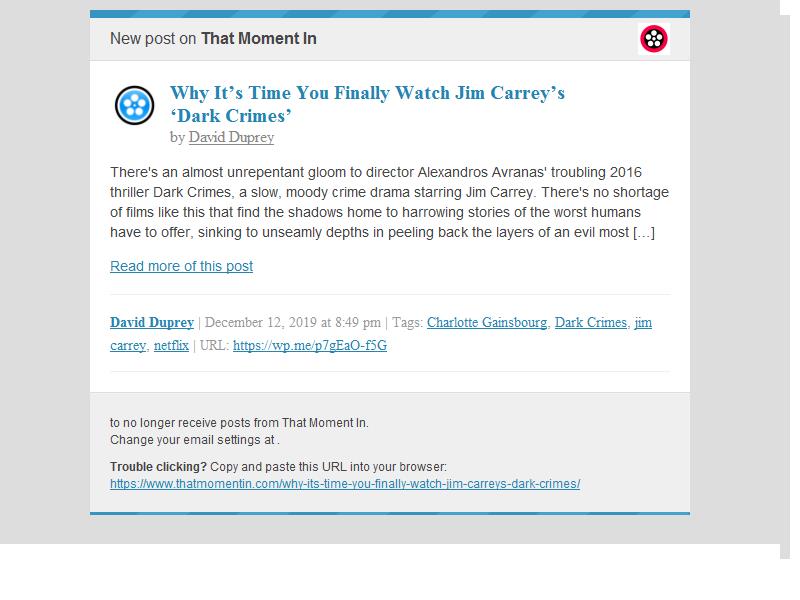 New post on That Moment In
Why It’s Time You Finally Watch Jim Carrey’s
‘Dark Crimes’
by David Duprey
There's an almost unrepentant gloom to director Alexandros Avranas' troubling 2016
thriller Dark Crimes, a slow, moody crime drama starring Jim Carrey. There's no shortage
of films like this that find the shadows home to harrowing stories of the worst humans
have to offer, sinking to unseamly depths in peeling back the layers of an evil most […]
Read more of this post
David Duprey | December 12, 2019 at 8:49 pm | Tags: Charlotte Gainsbourg, Dark Crimes, jim
carrey, netflix | URL: https://wp.me/p7gEaO-f5G
to no longer receive posts from That Moment In.
Change your email settings at .
Trouble clicking? Copy and paste this URL into your browser:
https://www.thatmomentin.com/why-its-time-you-finally-watch-jim-carreys-dark-crimes/